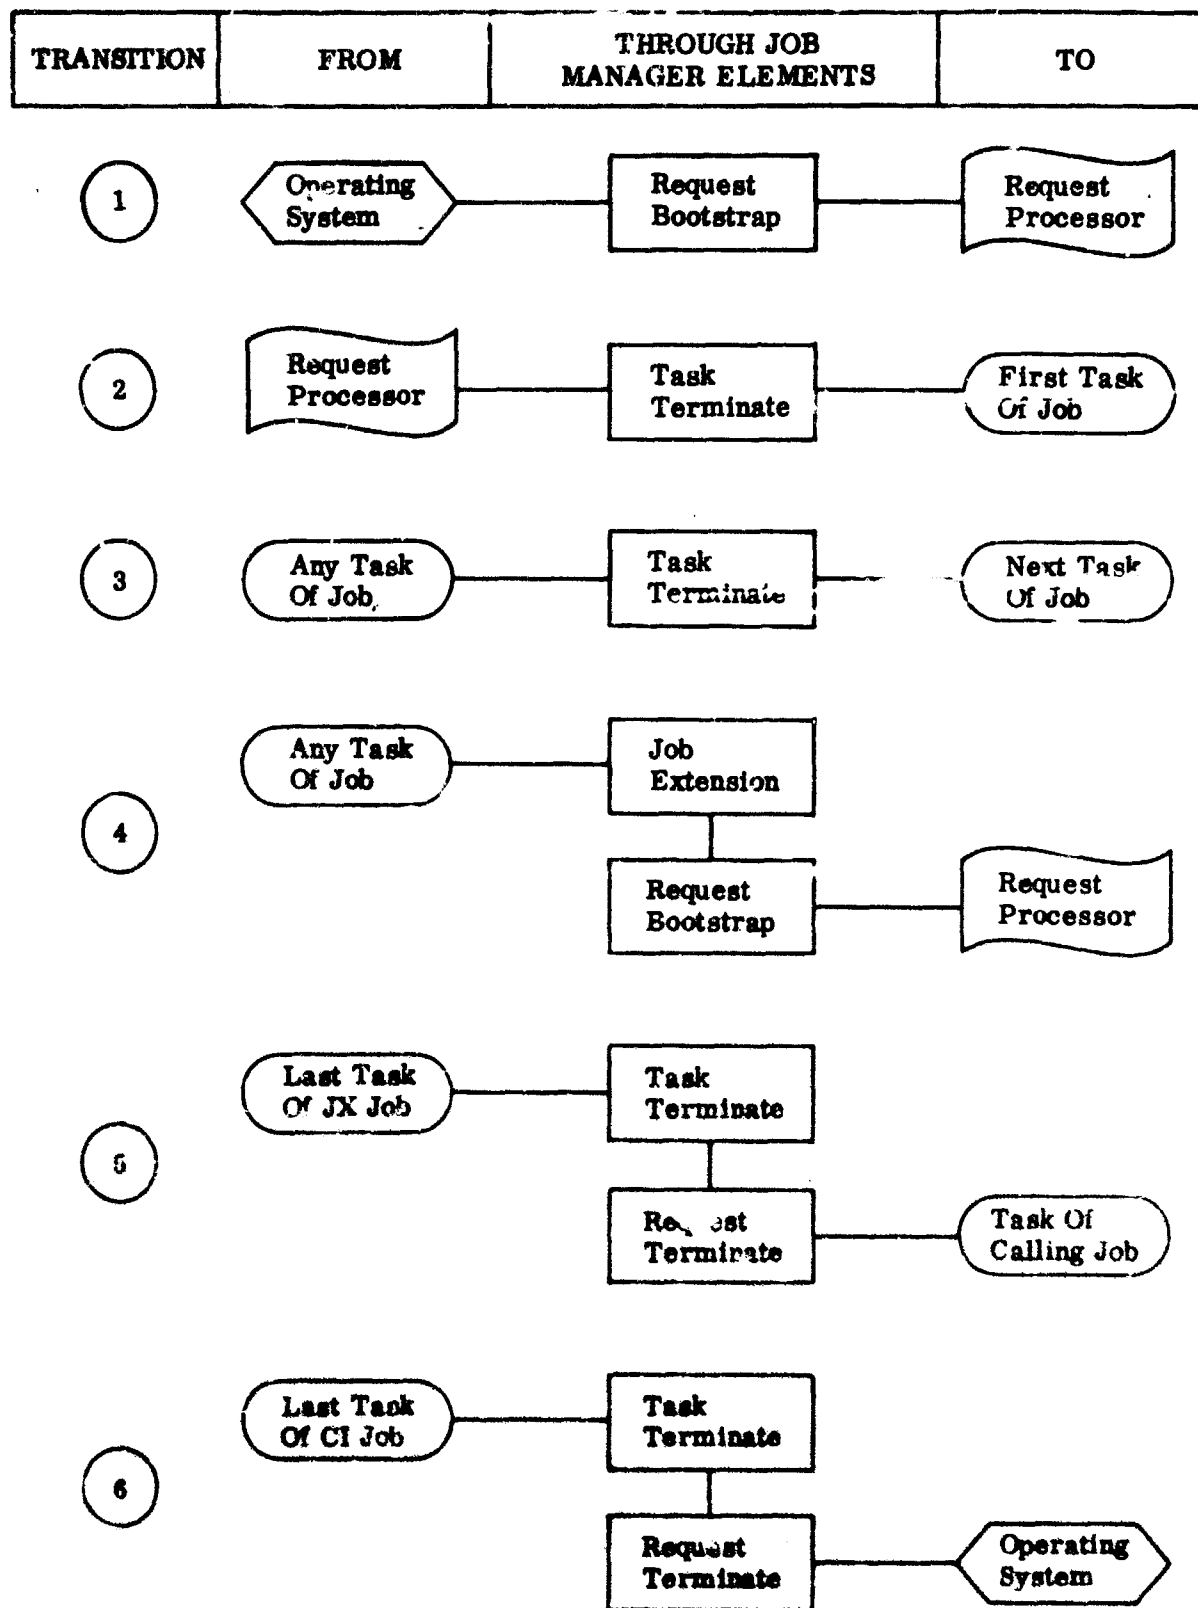 TRANSITION
FROM
THROUGH JOB
MANAGER ELEMENTS
TO
1
Operating
System
Request
Bootstrap
Request
Processor
2
Request
Processor
Task
Terminate
First Task
Of Job
3
Any Task
Of Job
Task
Terminate
Next Task
Of Job
4
Any Task
Of Job
Job
Extension
Request
Bootstrap
Request
Processor
5
Last Task
Of JX Job
Task
Terminate
Request
Terminate
Task Of
Calling Job
6
Last Task
Of CI Job
Task
Terminate
Request
Terminate
Operating
System